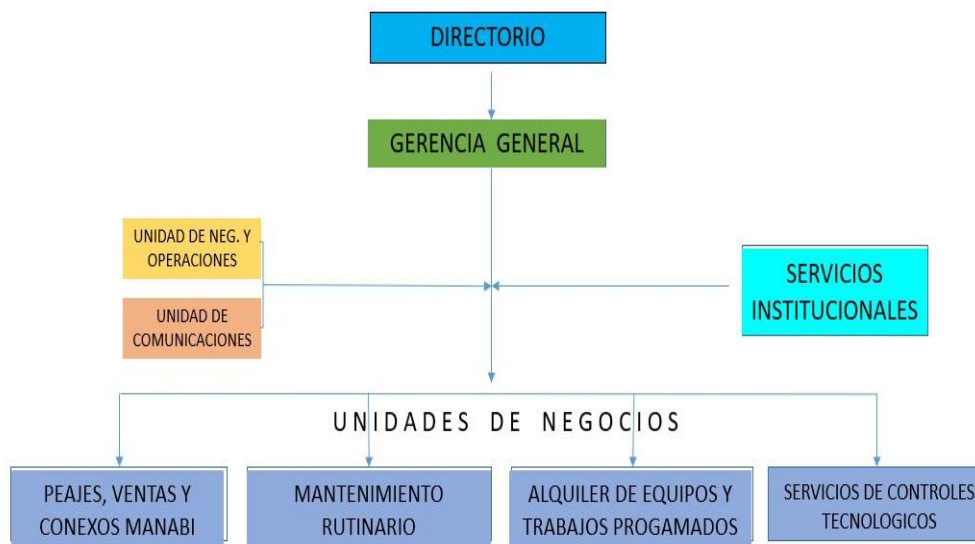 DIRECTORIO
GERENCIA GENERAL
UNIDAD DE NEG. Y
OPERACIONES
UNIDAD DE
COMUNICACIONES
SERVICIOS
INSTITUCIONALES
UNIDADES DE NEGOCIOS
PEAJES, VENTAS Y
CONEXOS MANABI
MANTENIMIENTO
RUTINARIO
ALQUILER DE EQUIPOS Y
TRABAJOS PROGAMADOS
SERVICIOS DE CONTROLES
TECNOLOGICOS